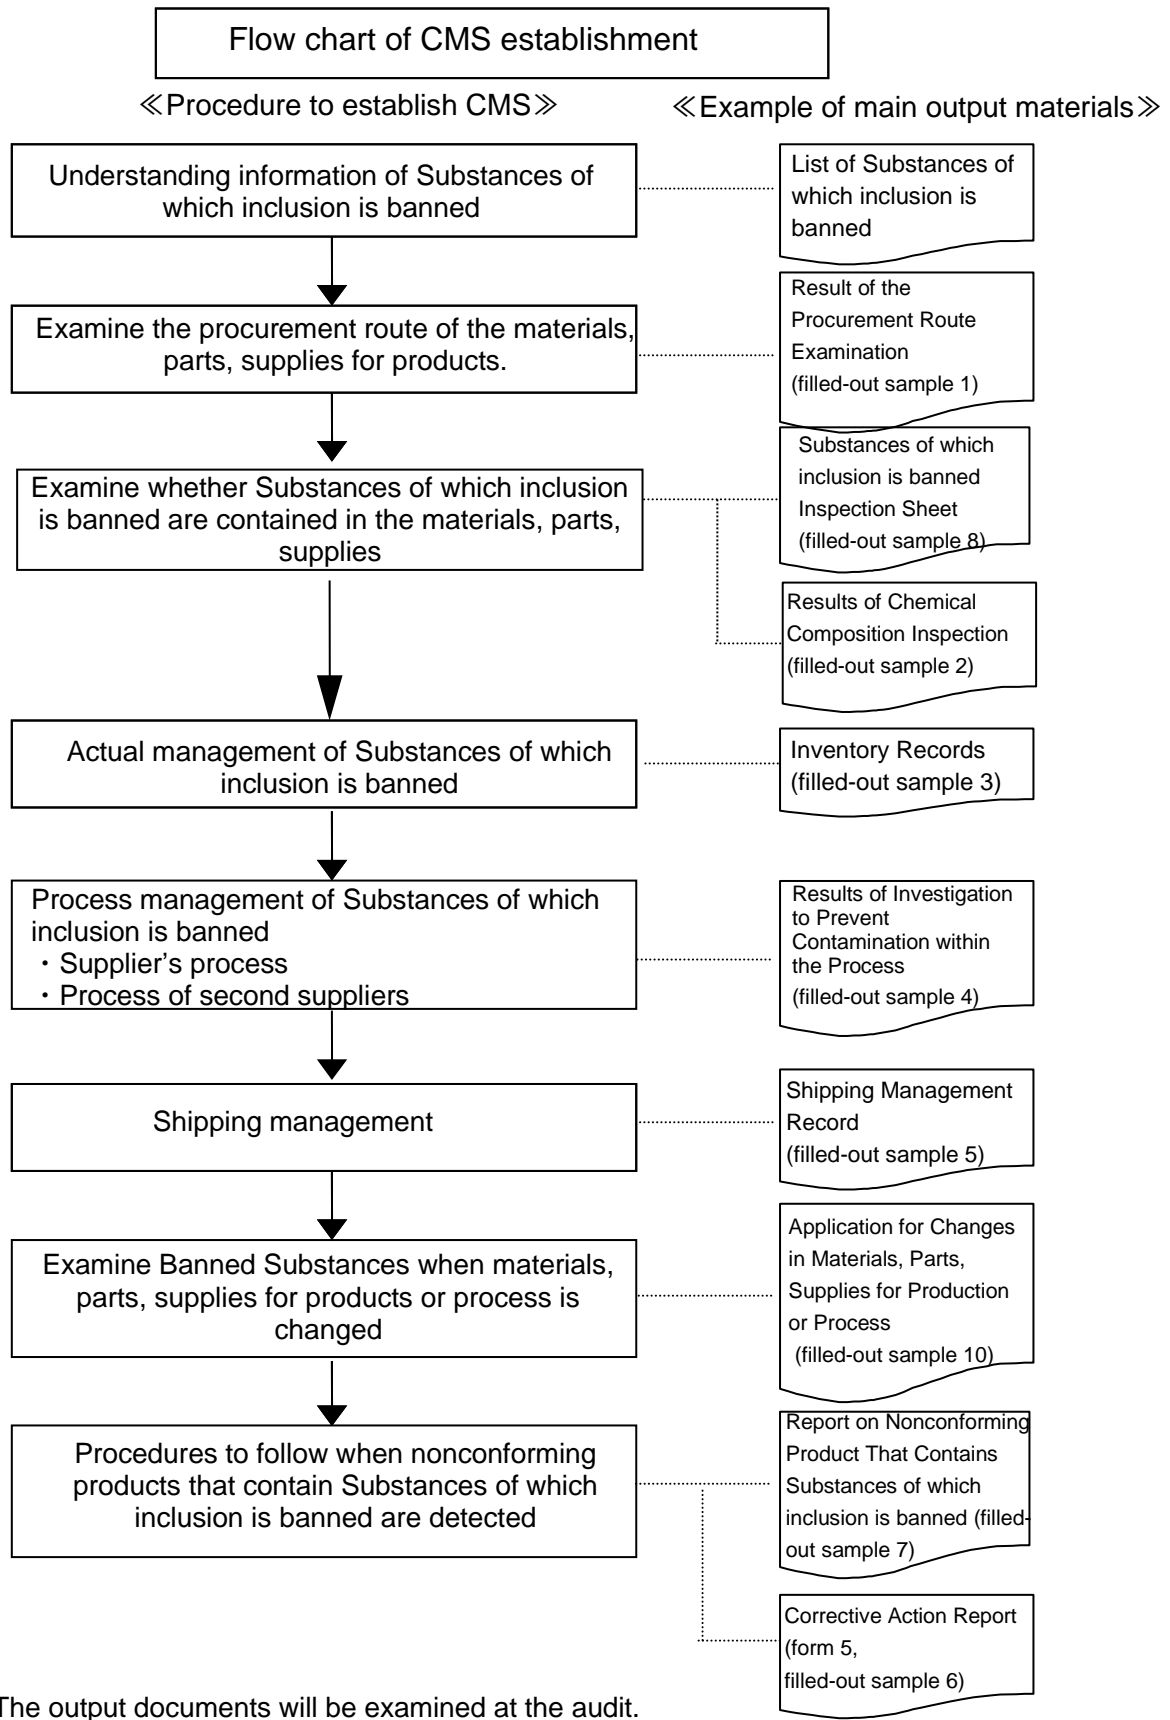 Flow chart of CMS establishment
≪Procedure to establish CMS≫
≪Example of main output materials≫
Understanding information of Substances of
which inclusion is banned
List of Substances of
which inclusion is
banned
Examine the procurement route of the materials,
parts, supplies for products.
Result of the
Procurement Route
Examination
(filled-out sample 1)
Examine whether Substances of which inclusion
is banned are contained in the materials, parts,
supplies
Substances of which
inclusion is banned
Inspection Sheet
(filled-out sample 8)
Results of Chemical
Composition Inspection
(filled-out sample 2)
Actual management of Substances of which
inclusion is banned
Inventory Records
(filled-out sample 3)
Process management of Substances of which
inclusion is banned
・Supplier's process
・Process of second suppliers
Results of Investigation
to Prevent
Contamination within
the Process
(filled-out sample 4)
Shipping management
Shipping Management
Record
(filled-out sample 5)
Examine Banned Substances when materials,
parts, supplies for products or process is
changed
Application for Changes
in Materials, Parts,
Supplies for Production
or Process
(filled-out sample 10)
Procedures to follow when nonconforming
products that contain Substances of which
inclusion is banned are detected
Report on Nonconforming
Product That Contains
Substances of which
inclusion is banned (filled-
out sample 7)
Corrective Action Report
(form 5,
filled-out sample 6)
The output documents will be examined at the audit.